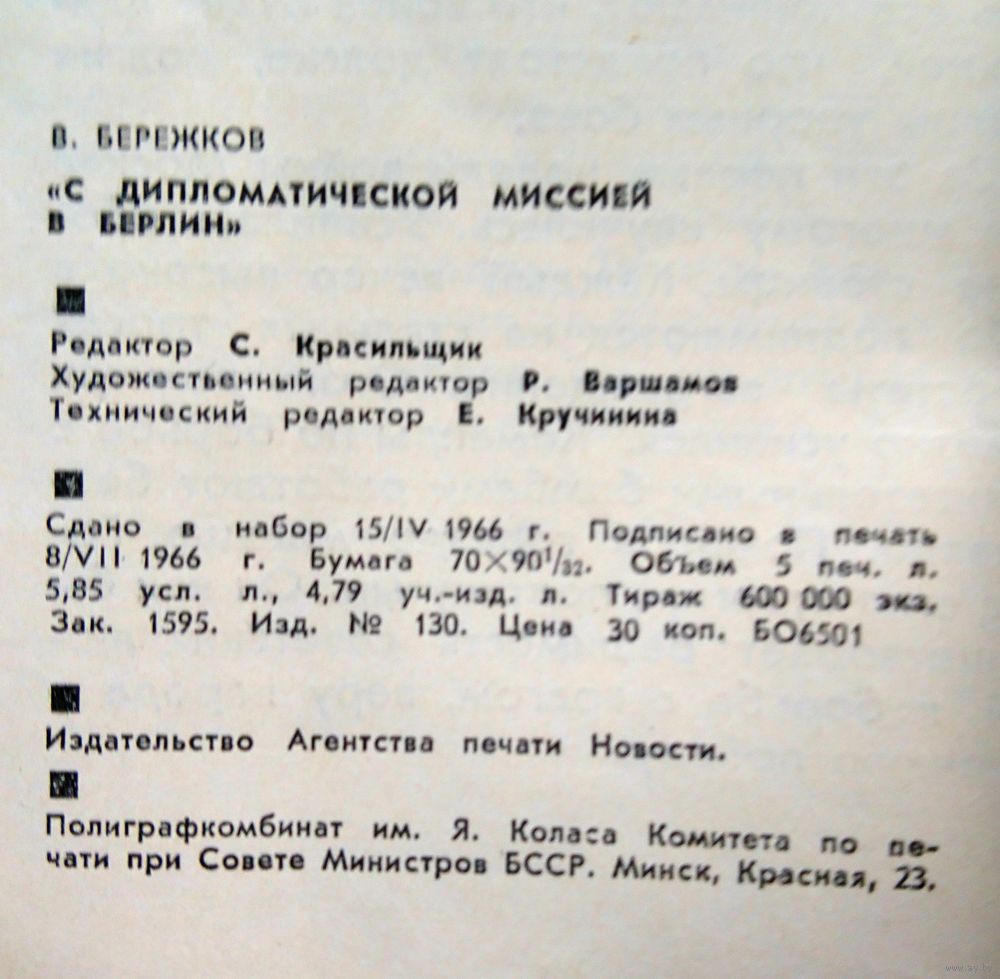 В. БЕРЕЖКОВ
«С ДИПЛОМАТИЧЕСКОЙ МИССИЕЙ
В БЕРЛИН»
Редактор С. Красильщик
Художественный редактор Р. Варшамов
Технический редактор Е. Кручинина
Сдано в набор 15/IV 1966 г. Подписано в печать
8/VII 1966 г. Бумага 70×90¹/₃₂. Объем 5 печ. л.
5,85 усл. л., 4,79 уч.-изд. л. Тираж 600 000 экз.
Зак. 1595. Изд. № 130. Цена 30 коп. БО6501
Издательство Агентства печати Новости.
Полиграфкомбинат им. Я. Коласа Комитета по пе-
чати при Совете Министров БССР. Минск, Красная, 23.